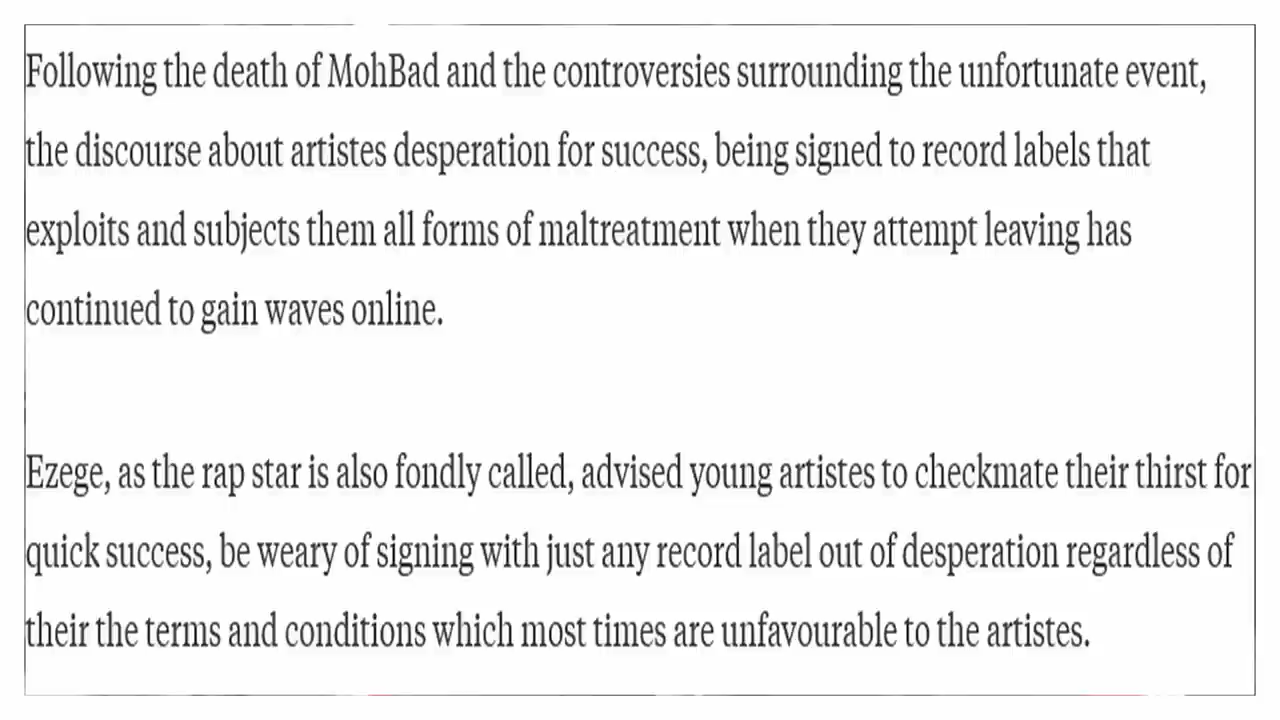 Following the death of MohBad and the controversies surrounding the unfortunate event,
the discourse about artistes desperation for success, being signed to record labels that
exploits and subjects them all forms of maltreatment when they attempt leaving has
continued to gain waves online.
Ezege, as the rap star is also fondly called, advised young artistes to checkmate their thirst for
quick success, be weary of signing with just any record label out of desperation regardless of
their the terms and conditions which most times are unfavourable to the artistes.